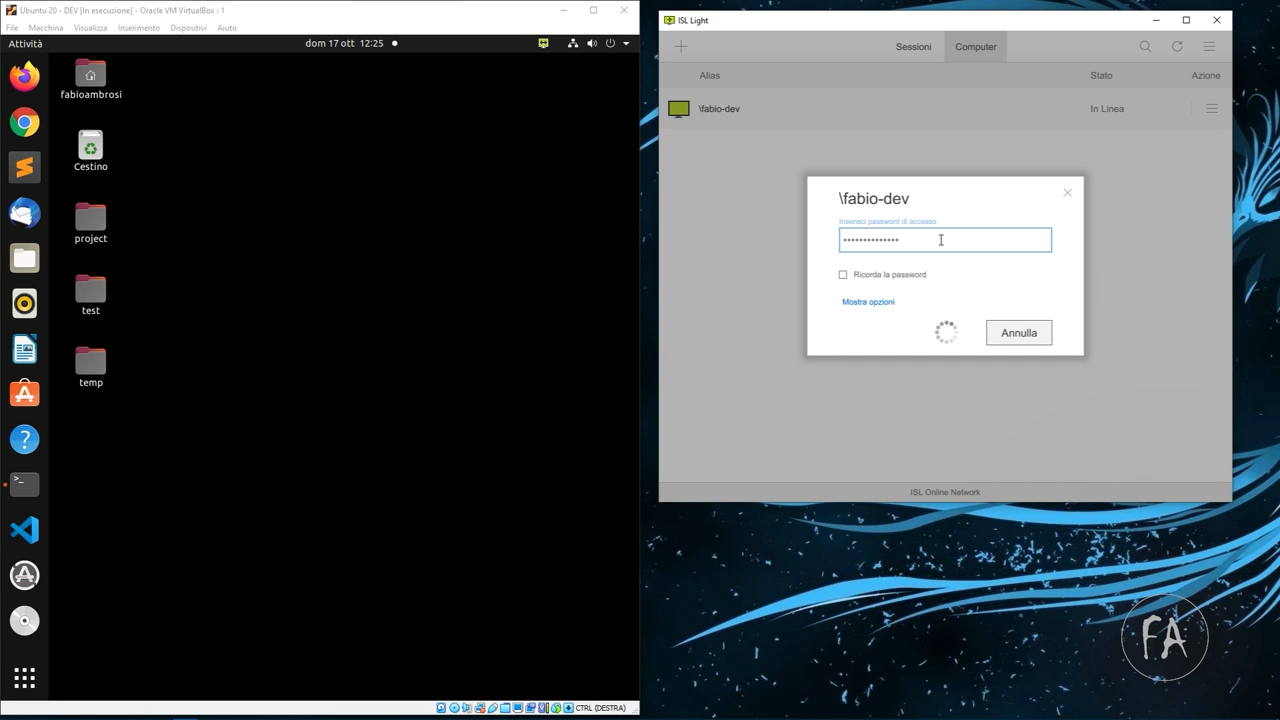 Ubuntu 20 - DEV [In esecuzione] - Oracle VM VirtualBox : 1
File Macchina Visualizza Inserimento Dispositivi Aiuto
Attività
dom 17 ott 12:25
fabioambrosi
Cestino
project
test
temp
CTRL (DESTRA)
ISL Light
Sessioni
Computer
Alias
Stato
Azione
\fabio-dev
In Linea
\fabio-dev
Inserisci password di accesso
••••••••••••••
Ricorda la password
Mostra opzioni
Annulla
ISL Online Network
FA